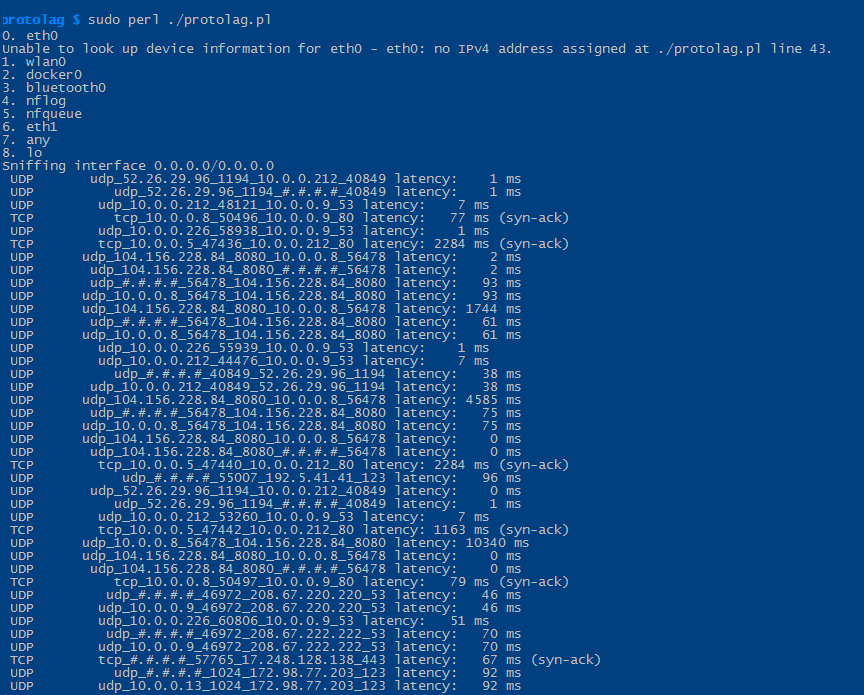 protolag $ sudo perl ./protolag.pl
0. eth0
Unable to look up device information for eth0 - eth0: no IPv4 address assigned at ./protolag.pl line 43.
1. wlan0
2. docker0
3. bluetooth0
4. nflog
5. nfqueue
6. eth1
7. any
8. lo
Sniffing interface 0.0.0.0/0.0.0.0
UDP udp_52.26.29.96_1194_10.0.0.212_40849 latency: 1 ms
UDP udp_52.26.29.96_1194_#.#.#.#_40849 latency: 1 ms
UDP udp_10.0.0.212_48121_10.0.0.9_53 latency: 7 ms
TCP tcp_10.0.0.8_50496_10.0.0.9_80 latency: 77 ms (syn-ack)
UDP udp_10.0.0.226_58938_10.0.0.9_53 latency: 1 ms
TCP tcp_10.0.0.5_47436_10.0.0.212_80 latency: 2284 ms (syn-ack)
UDP udp_104.156.228.84_8080_10.0.0.8_56478 latency: 2 ms
UDP udp_104.156.228.84_8080_#.#.#.#_56478 latency: 2 ms
UDP udp_#.#.#.#_56478_104.156.228.84_8080 latency: 93 ms
UDP udp_10.0.0.8_56478_104.156.228.84_8080 latency: 93 ms
UDP udp_104.156.228.84_8080_10.0.0.8_56478 latency: 1744 ms
UDP udp_#.#.#.#_56478_104.156.228.84_8080 latency: 61 ms
UDP udp_10.0.0.8_56478_104.156.228.84_8080 latency: 61 ms
UDP udp_10.0.0.226_55939_10.0.0.9_53 latency: 1 ms
UDP udp_10.0.0.212_44476_10.0.0.9_53 latency: 7 ms
UDP udp_#.#.#.#_40849_52.26.29.96_1194 latency: 38 ms
UDP udp_10.0.0.212_40849_52.26.29.96_1194 latency: 38 ms
UDP udp_104.156.228.84_8080_10.0.0.8_56478 latency: 4585 ms
UDP udp_#.#.#.#_56478_104.156.228.84_8080 latency: 75 ms
UDP udp_10.0.0.8_56478_104.156.228.84_8080 latency: 75 ms
UDP udp_104.156.228.84_8080_10.0.0.8_56478 latency: 0 ms
UDP udp_104.156.228.84_8080_#.#.#.#_56478 latency: 0 ms
TCP tcp_10.0.0.5_47440_10.0.0.212_80 latency: 2284 ms (syn-ack)
UDP udp_#.#.#.#_55007_192.5.41.41_123 latency: 96 ms
UDP udp_52.26.29.96_1194_10.0.0.212_40849 latency: 0 ms
UDP udp_52.26.29.96_1194_#.#.#.#_40849 latency: 1 ms
UDP udp_10.0.0.212_53260_10.0.0.9_53 latency: 7 ms
TCP tcp_10.0.0.5_47442_10.0.0.212_80 latency: 1163 ms (syn-ack)
UDP udp_10.0.0.8_56478_104.156.228.84_8080 latency: 10340 ms
UDP udp_104.156.228.84_8080_10.0.0.8_56478 latency: 0 ms
UDP udp_104.156.228.84_8080_#.#.#.#_56478 latency: 0 ms
TCP tcp_10.0.0.8_50497_10.0.0.9_80 latency: 79 ms (syn-ack)
UDP udp_#.#.#.#_46972_208.67.220.220_53 latency: 46 ms
UDP udp_10.0.0.9_46972_208.67.220.220_53 latency: 46 ms
UDP udp_10.0.0.226_60806_10.0.0.9_53 latency: 51 ms
UDP udp_#.#.#.#_46972_208.67.222.222_53 latency: 70 ms
UDP udp_10.0.0.9_46972_208.67.222.222_53 latency: 70 ms
TCP tcp_#.#.#.#_57765_17.248.128.138_443 latency: 67 ms (syn-ack)
UDP udp_#.#.#.#_1024_172.98.77.203_123 latency: 92 ms
UDP udp_10.0.0.13_1024_172.98.77.203_123 latency: 92 ms